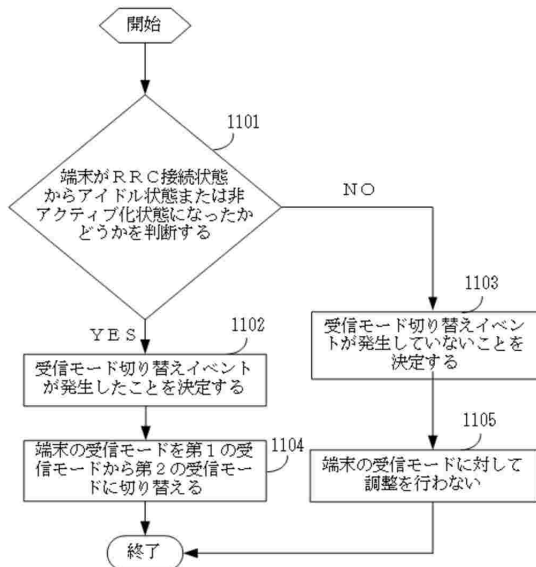 開始
1101
端末がRRC接続状態
からアイドル状態または非
アクティブ化状態になったか
どうかを判断する
NO
YES
1102
受信モード切り替えイベント
が発生したことを決定する
1103
受信モード切り替えイベン
トが発生していないことを
決定する
端末の受信モードを第1の受
信モードから第2の受信モード
に切り替える
1104
1105
端末の受信モードに対して
調整を行わない
終了